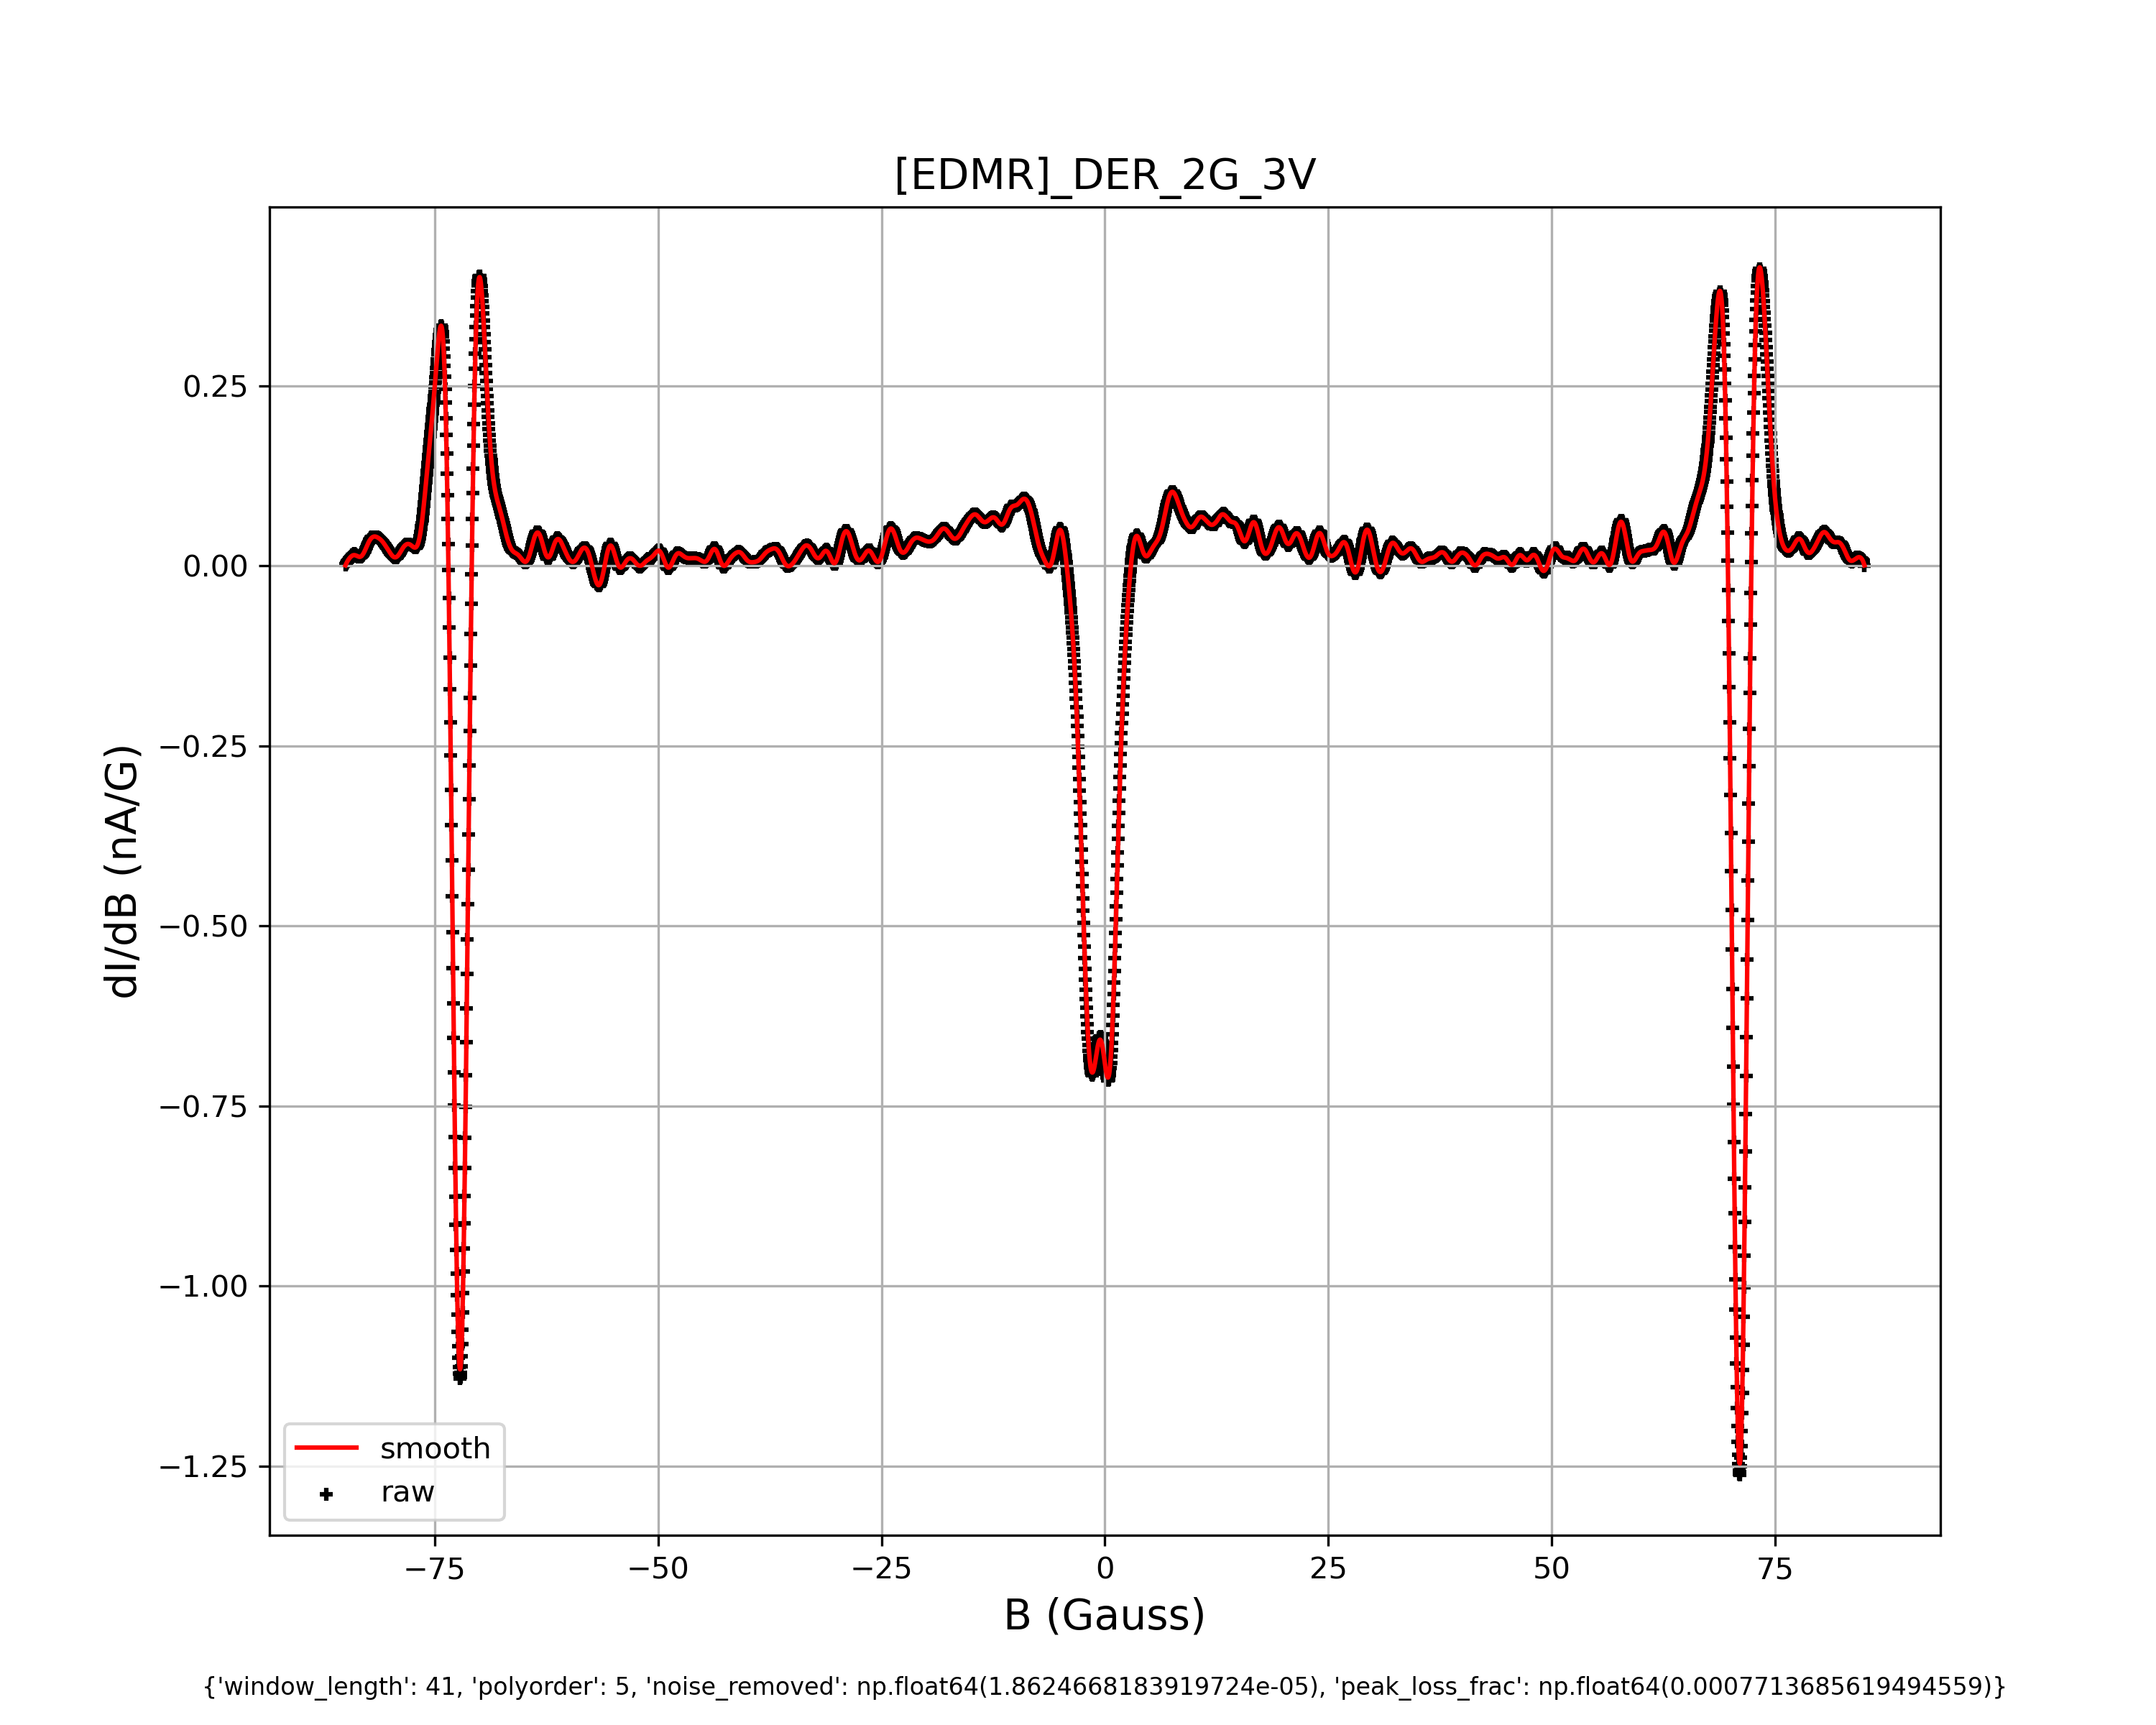 [EDMR]_DER_2G_3V
dI/dB (nA/G)
0.25
0.00
−0.25
−0.50
−0.75
−1.00
−1.25
smooth
raw
−75
−50
−25
0
25
50
75
B (Gauss)
{'window_length': 41, 'polyorder': 5, 'noise_removed': np.float64(1.8624668183919724e-05), 'peak_loss_frac': np.float64(0.0007713685619494559)}